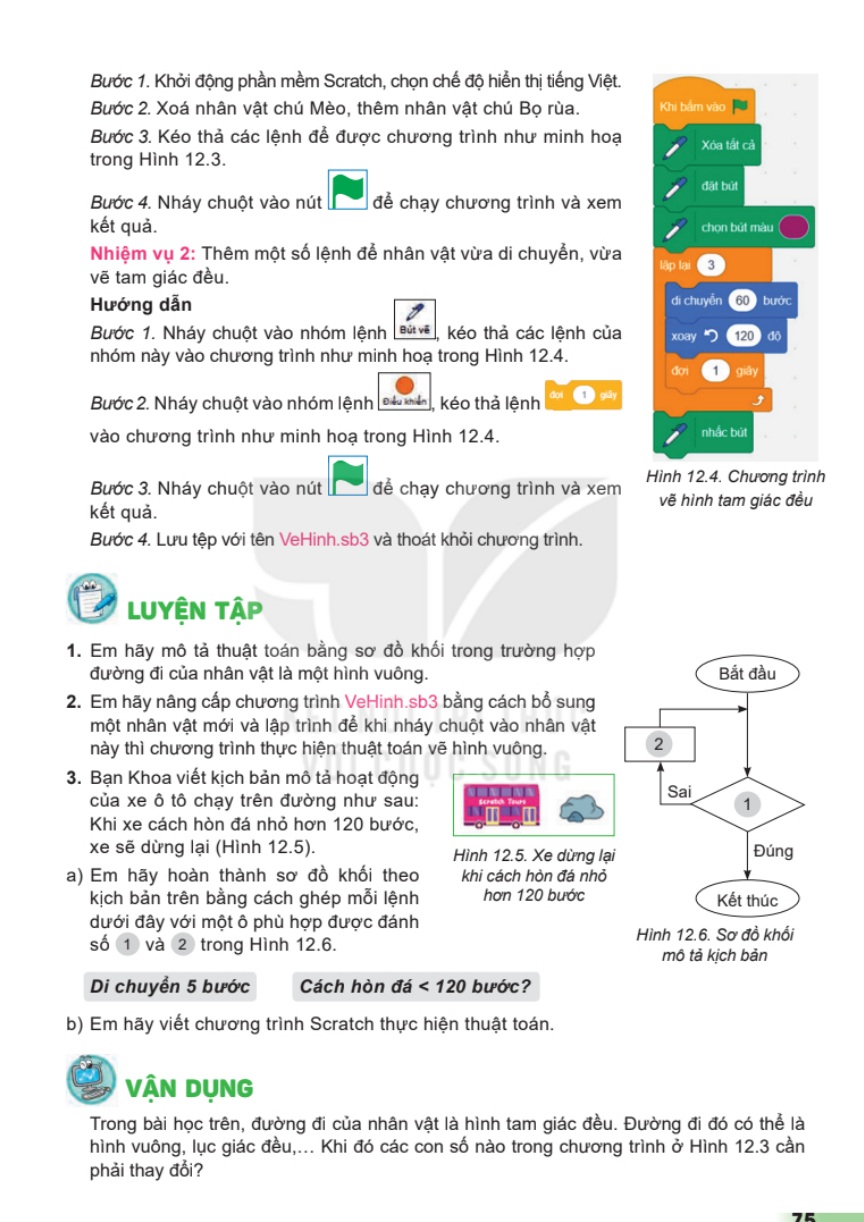 Bước 1. Khởi động phần mềm Scratch, chọn chế độ hiển thị tiếng Việt.
Bước 2. Xoá nhân vật chú Mèo, thêm nhân vật chú Bọ rùa.
Bước 3. Kéo thả các lệnh để được chương trình như minh hoạ
trong Hình 12.3.
Bước 4. Nháy chuột vào nút để chạy chương trình và xem
kết quả.
Nhiệm vụ 2: Thêm một số lệnh để nhân vật vừa di chuyển, vừa
vẽ tam giác đều.
Hướng dẫn
Bước 1. Nháy chuột vào nhóm lệnh Bút vẽ, kéo thả các lệnh của
nhóm này vào chương trình như minh hoạ trong Hình 12.4.
Bước 2. Nháy chuột vào nhóm lệnh Điều khiển, kéo thả lệnh đợi 1 giây
vào chương trình như minh hoạ trong Hình 12.4.
Bước 3. Nháy chuột vào nút để chạy chương trình và xem
kết quả.
Bước 4. Lưu tệp với tên VeHinh.sb3 và thoát khỏi chương trình.
Khi bấm vào
Xóa tất cả
đặt bút
chọn bút màu
lặp lại 3
di chuyển 60 bước
xoay 120 độ
đợi 1 giây
nhấc bút
Hình 12.4. Chương trình
vẽ hình tam giác đều
LUYỆN TẬP
1. Em hãy mô tả thuật toán bằng sơ đồ khối trong trường hợp
đường đi của nhân vật là một hình vuông.
2. Em hãy nâng cấp chương trình VeHinh.sb3 bằng cách bổ sung
một nhân vật mới và lập trình để khi nháy chuột vào nhân vật
này thì chương trình thực hiện thuật toán vẽ hình vuông.
3. Bạn Khoa viết kịch bản mô tả hoạt động
của xe ô tô chạy trên đường như sau:
Khi xe cách hòn đá nhỏ hơn 120 bước,
xe sẽ dừng lại (Hình 12.5).
a) Em hãy hoàn thành sơ đồ khối theo
kịch bản trên bằng cách ghép mỗi lệnh
dưới đây với một ô phù hợp được đánh
số 1 và 2 trong Hình 12.6.
Scratch Tours
Hình 12.5. Xe dừng lại
khi cách hòn đá nhỏ
hơn 120 bước
Bắt đầu
2
Sai
1
Đúng
Kết thúc
Hình 12.6. Sơ đồ khối
mô tả kịch bản
Di chuyển 5 bước
Cách hòn đá < 120 bước?
b) Em hãy viết chương trình Scratch thực hiện thuật toán.
VẬN DỤNG
Trong bài học trên, đường đi của nhân vật là hình tam giác đều. Đường đi đó có thể là
hình vuông, lục giác đều,... Khi đó các con số nào trong chương trình ở Hình 12.3 cần
phải thay đổi?
KẾT NỐI TRI THỨC
VỚI CUỘC SỐNG
75